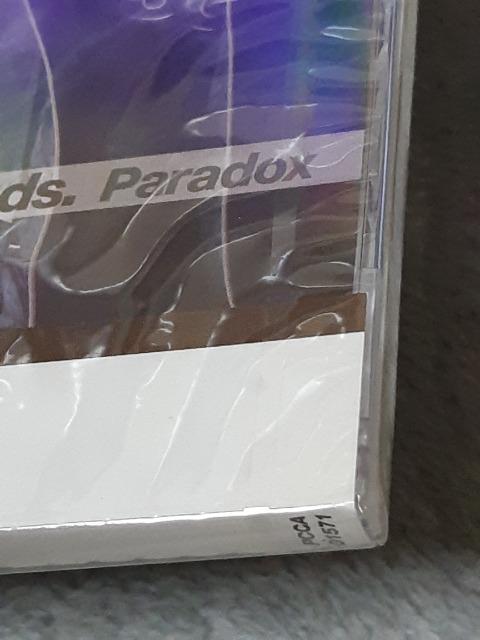 ds. Paradox
PCCA
01571